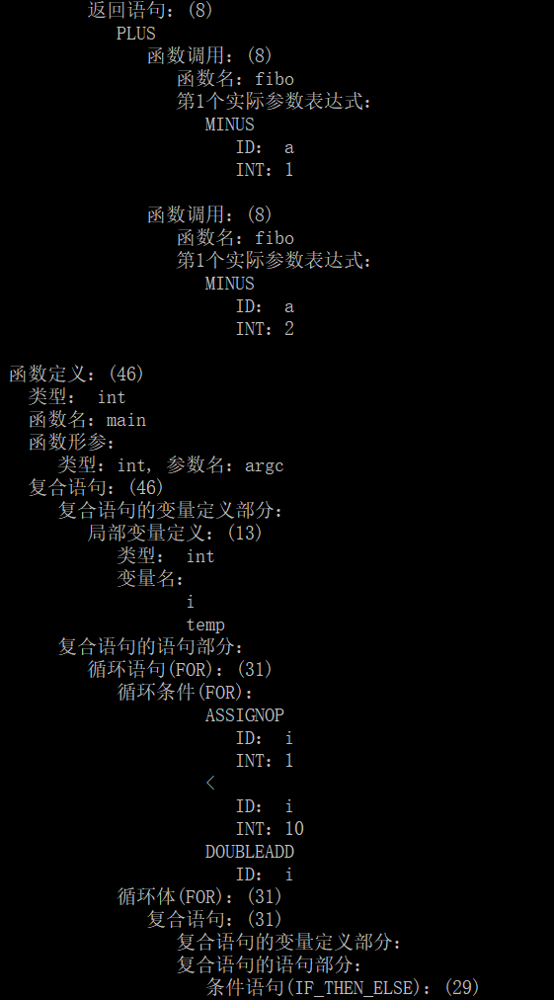 返回语句：(8)
PLUS
函数调用：(8)
函数名：fibo
第1个实际参数表达式：
MINUS
ID： a
INT：1
函数调用：(8)
函数名：fibo
第1个实际参数表达式：
MINUS
ID： a
INT：2
函数定义：(46)
类型： int
函数名：main
函数形参：
类型：int, 参数名：argc
复合语句：(46)
复合语句的变量定义部分：
局部变量定义：(13)
类型： int
变量名：
i
temp
复合语句的语句部分：
循环语句(FOR)：(31)
循环条件(FOR)：
ASSIGNOP
ID： i
INT：1
<
ID： i
INT：10
DOUBLEADD
ID： i
循环体(FOR)：(31)
复合语句：(31)
复合语句的变量定义部分：
复合语句的语句部分：
条件语句(IF_THEN_ELSE)：(29)